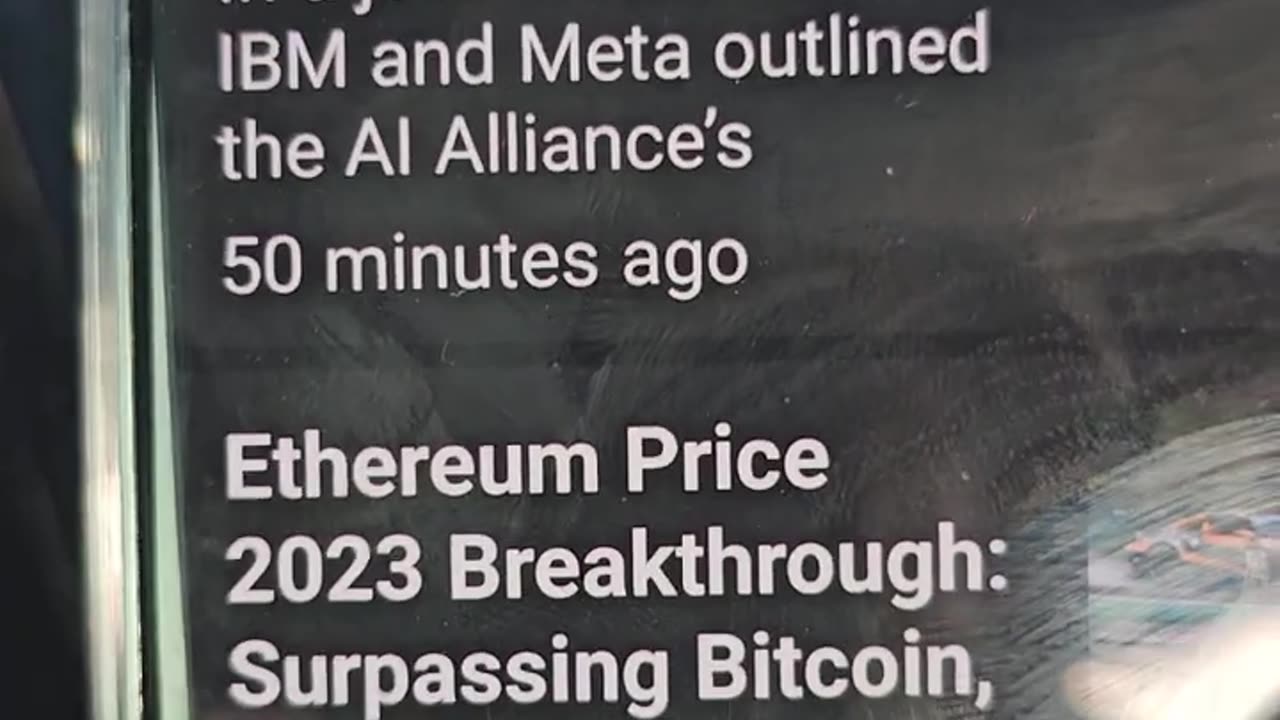 IBM and Meta outlined
the AI Alliance's
50 minutes ago
Ethereum Price
2023 Breakthrough:
Surpassing Bitcoin,